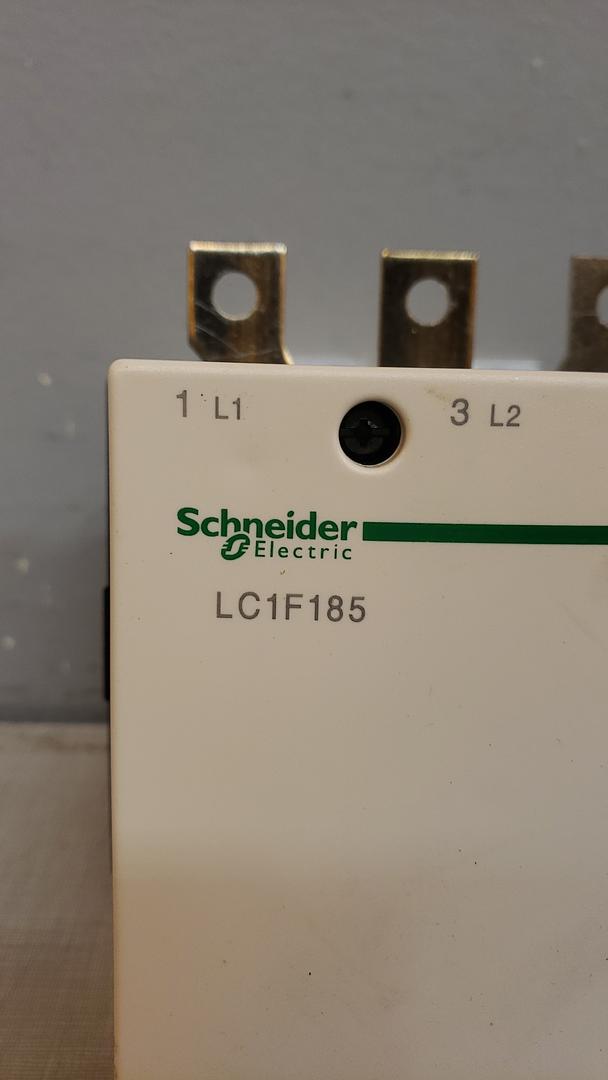 1 L1 3 L2
Schneider
Electric
LC1F185